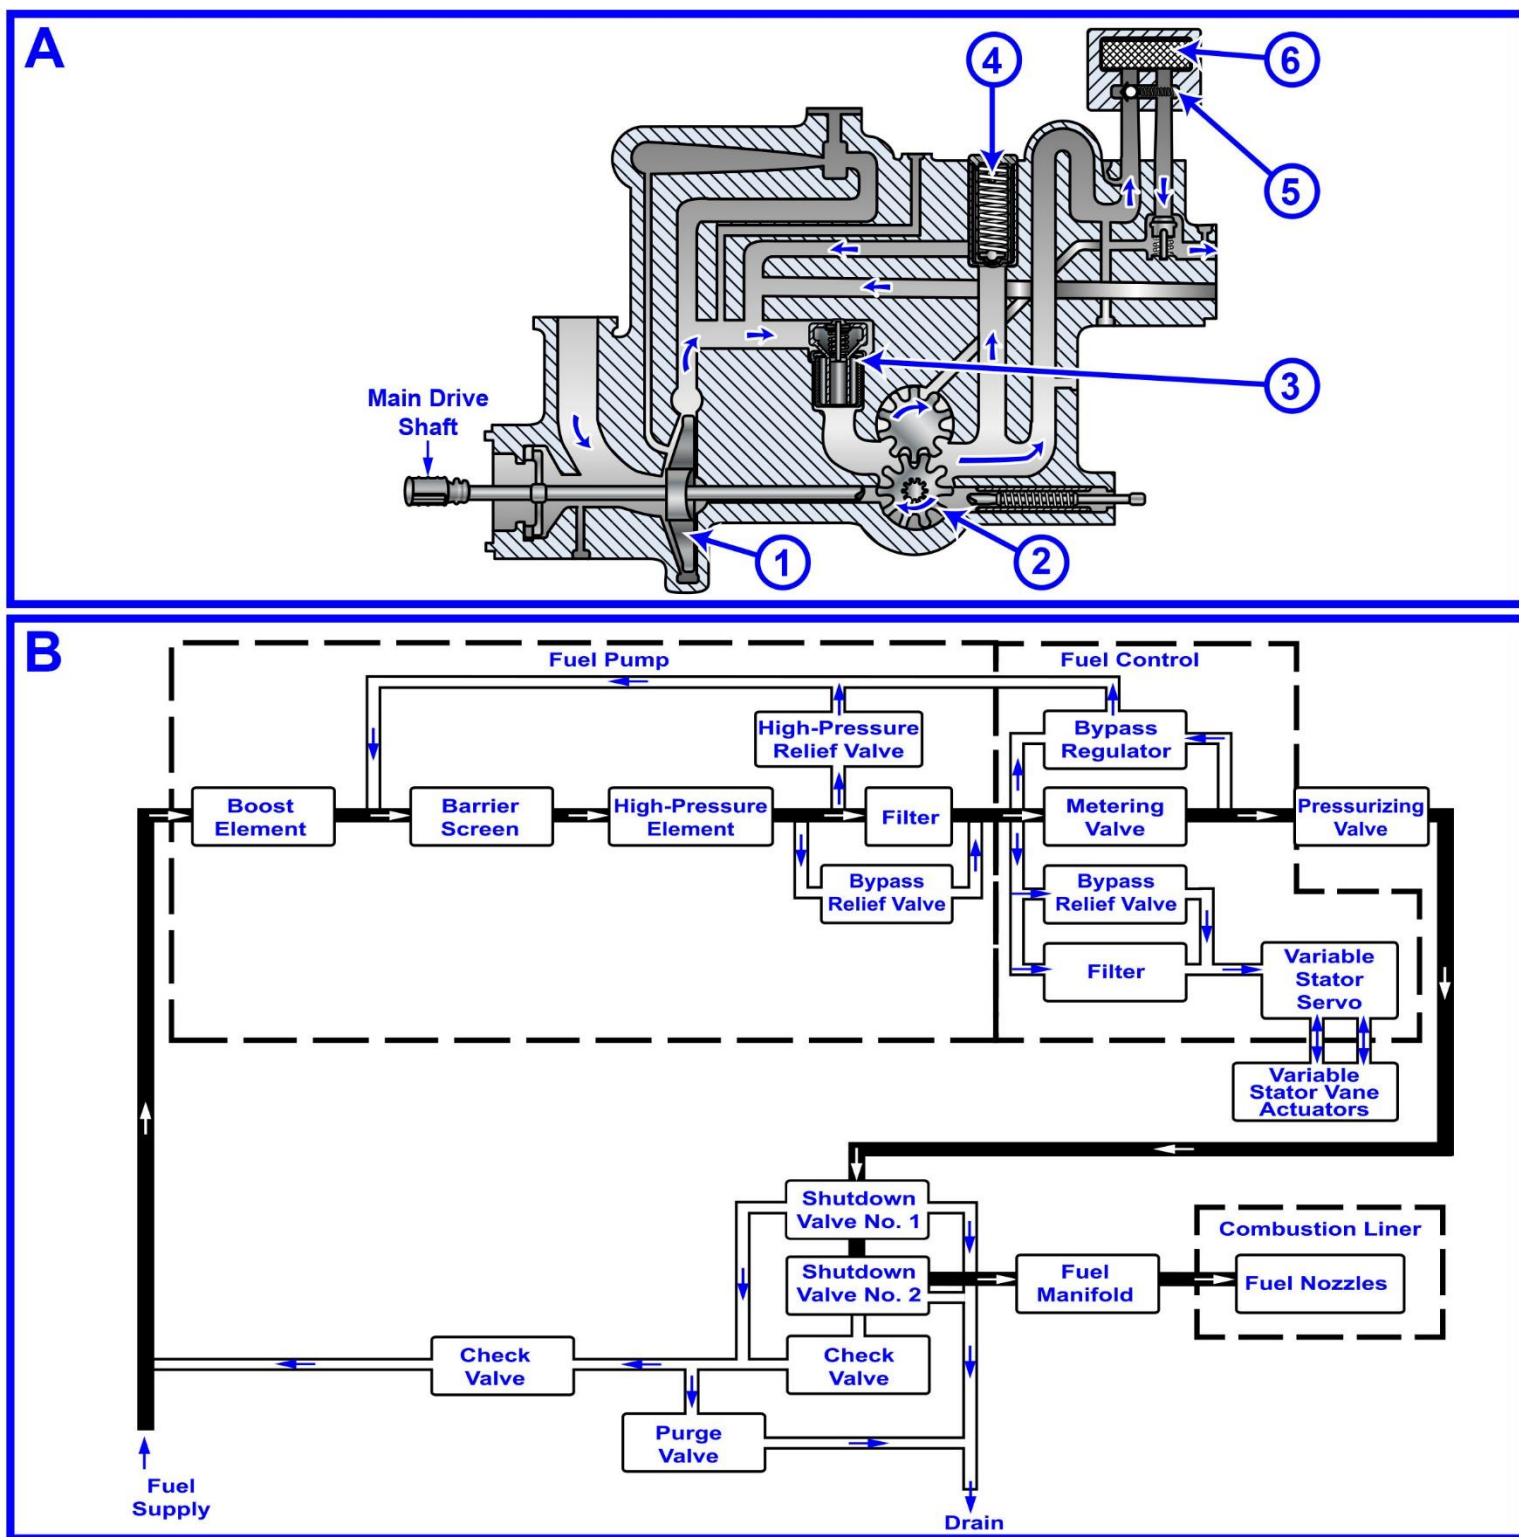 A
4
6
5
3
Main Drive
Shaft
1
2
B
Fuel Pump
Fuel Control
High-Pressure
Relief Valve
Bypass
Regulator
Boost
Element
Barrier
Screen
High-Pressure
Element
Filter
Metering
Valve
Pressurizing
Valve
Bypass
Relief Valve
Bypass
Relief Valve
Filter
Variable
Stator
Servo
Variable
Stator Vane
Actuators
Shutdown
Valve No. 1
Combustion Liner
Shutdown
Valve No. 2
Fuel
Manifold
Fuel Nozzles
Check
Valve
Check
Valve
Purge
Valve
Fuel
Supply
Drain